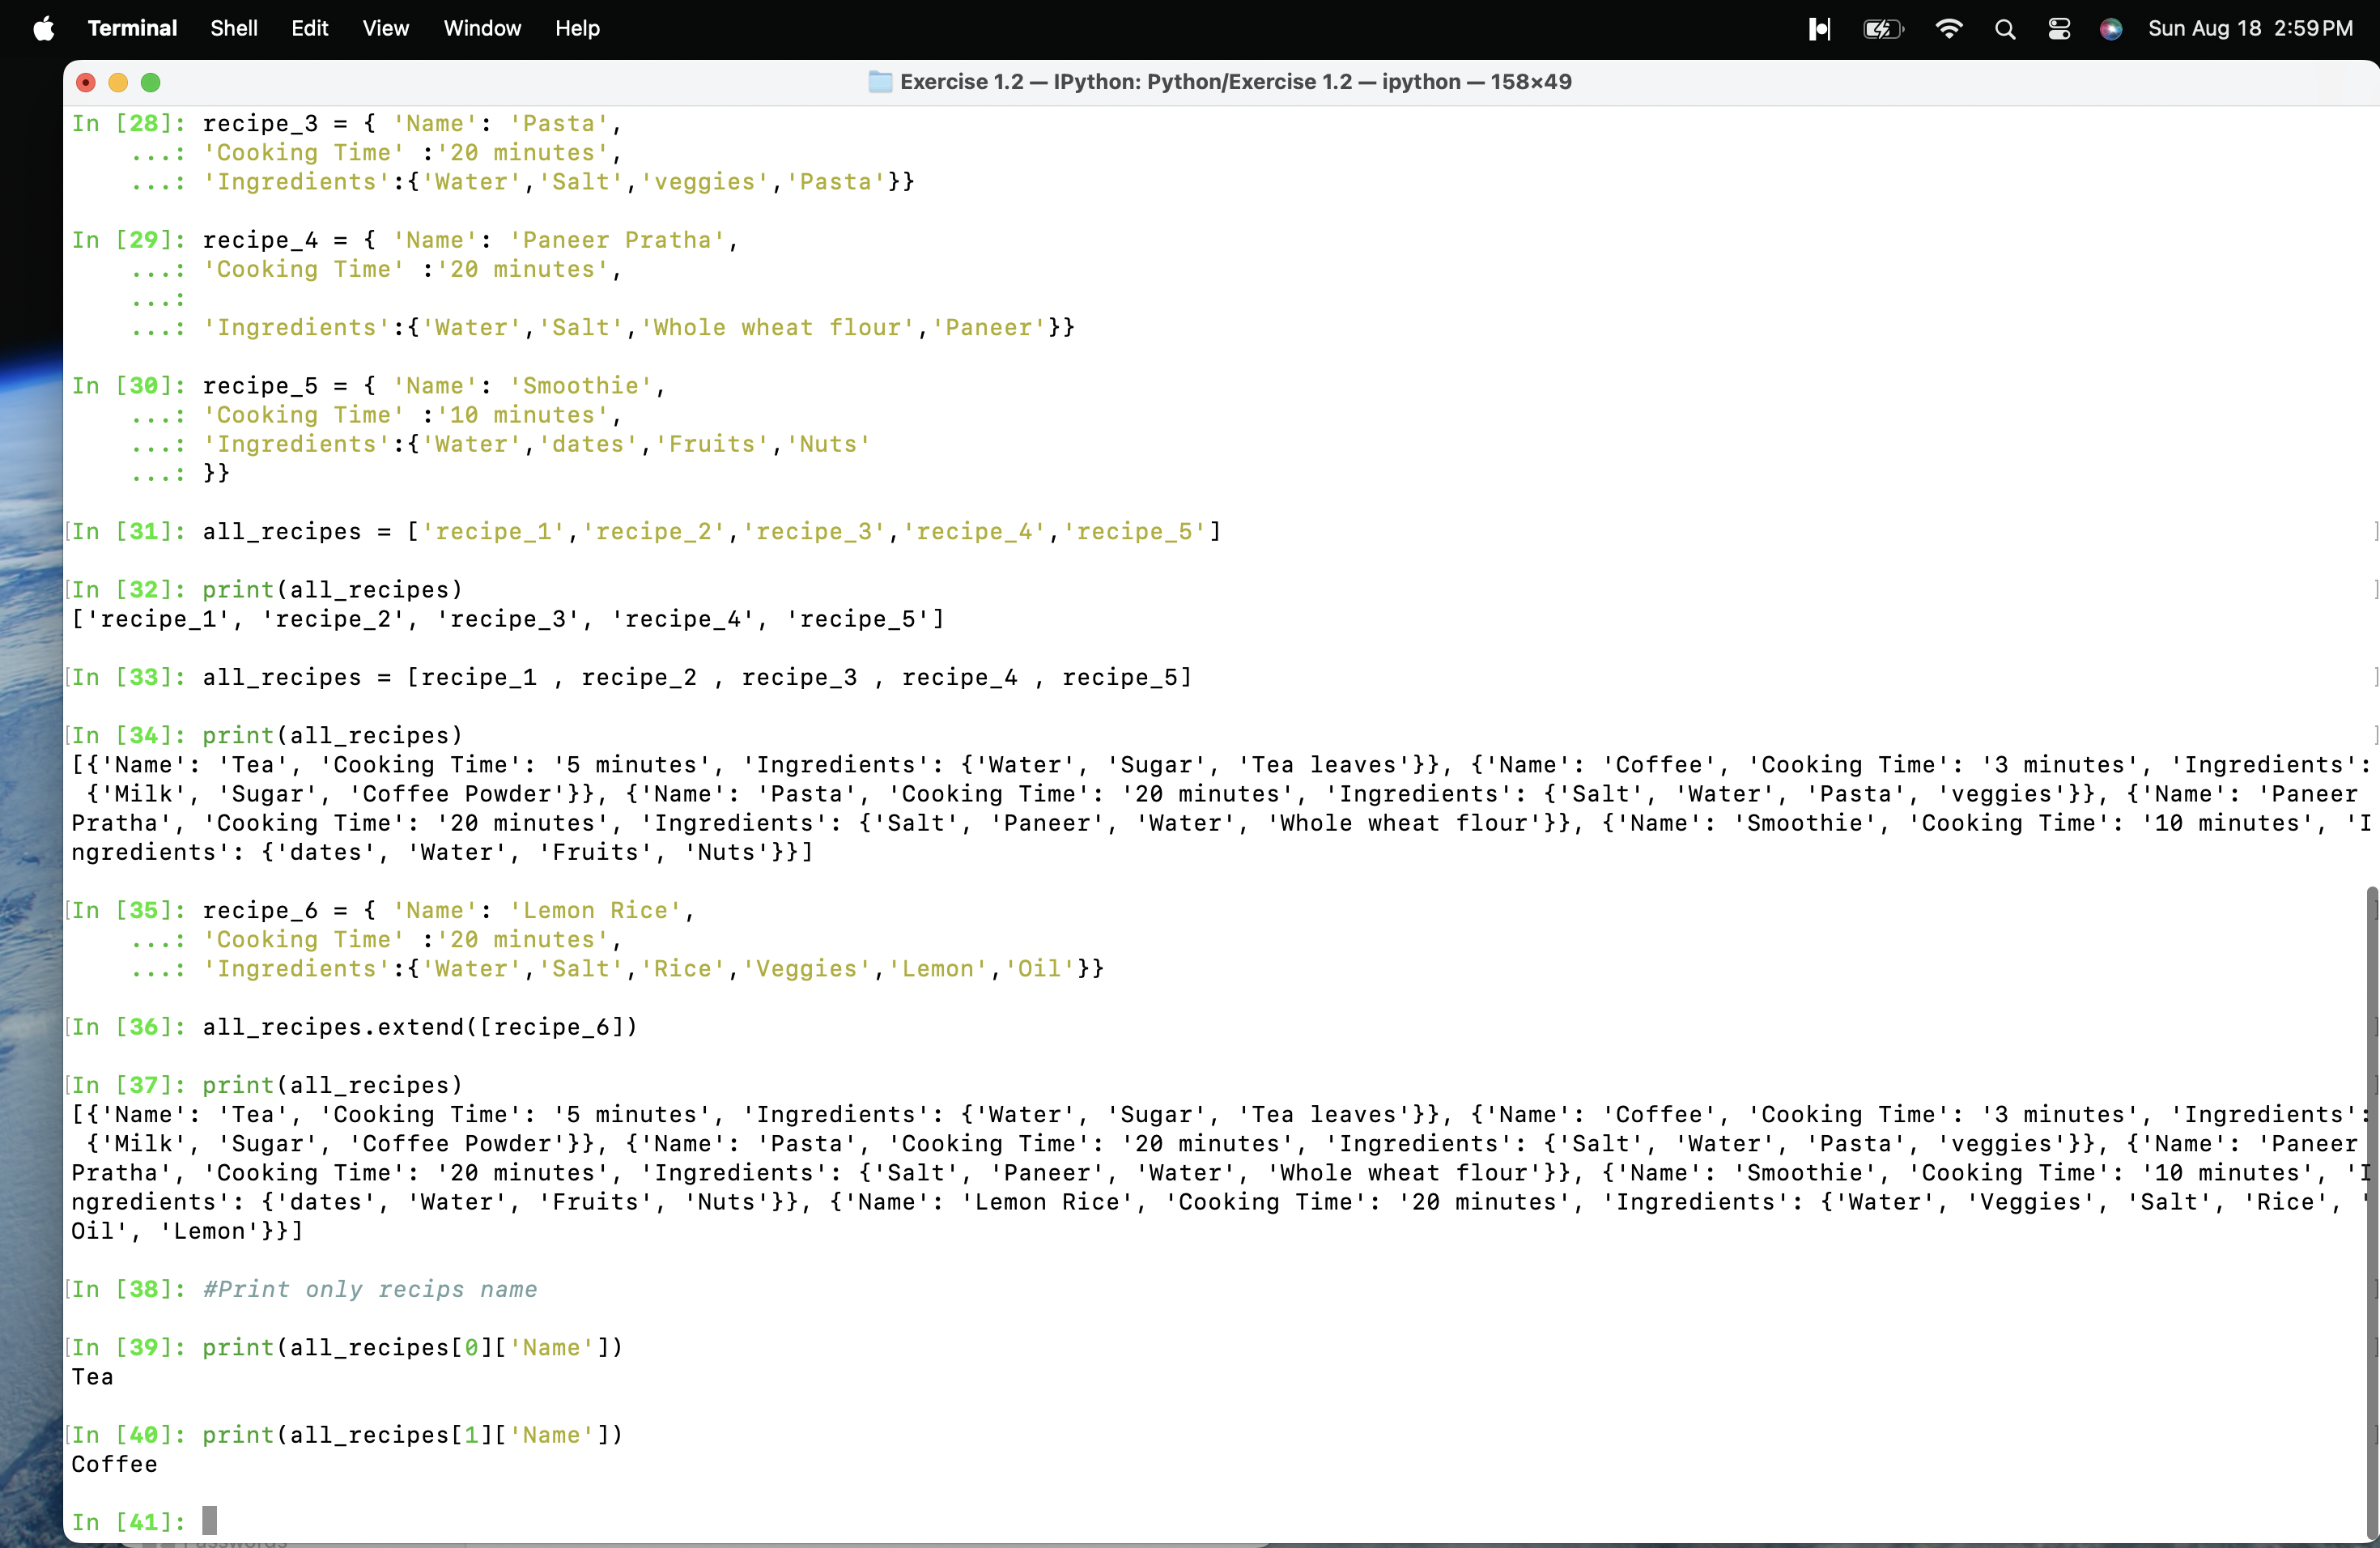 Terminal Shell Edit View Window Help Sun Aug 18 2:59 PM
Exercise 1.2 — IPython: Python/Exercise 1.2 — ipython — 158×49
In [28]: recipe_3 = { 'Name': 'Pasta',
...: 'Cooking Time' :'20 minutes',
...: 'Ingredients':{'Water','Salt','veggies','Pasta'}}
In [29]: recipe_4 = { 'Name': 'Paneer Pratha',
...: 'Cooking Time' :'20 minutes',
...:
...: 'Ingredients':{'Water','Salt','Whole wheat flour','Paneer'}}
In [30]: recipe_5 = { 'Name': 'Smoothie',
...: 'Cooking Time' :'10 minutes',
...: 'Ingredients':{'Water','dates','Fruits','Nuts'
...: }}
[In [31]: all_recipes = ['recipe_1','recipe_2','recipe_3','recipe_4','recipe_5'] ]
[In [32]: print(all_recipes) ]
['recipe_1', 'recipe_2', 'recipe_3', 'recipe_4', 'recipe_5']
[In [33]: all_recipes = [recipe_1 , recipe_2 , recipe_3 , recipe_4 , recipe_5] ]
[In [34]: print(all_recipes) ]
[{'Name': 'Tea', 'Cooking Time': '5 minutes', 'Ingredients': {'Water', 'Sugar', 'Tea leaves'}}, {'Name': 'Coffee', 'Cooking Time': '3 minutes', 'Ingredients':
{'Milk', 'Sugar', 'Coffee Powder'}}, {'Name': 'Pasta', 'Cooking Time': '20 minutes', 'Ingredients': {'Salt', 'Water', 'Pasta', 'veggies'}}, {'Name': 'Paneer
Pratha', 'Cooking Time': '20 minutes', 'Ingredients': {'Salt', 'Paneer', 'Water', 'Whole wheat flour'}}, {'Name': 'Smoothie', 'Cooking Time': '10 minutes', 'I
ngredients': {'dates', 'Water', 'Fruits', 'Nuts'}}]
[In [35]: recipe_6 = { 'Name': 'Lemon Rice', ]
...: 'Cooking Time' :'20 minutes',
...: 'Ingredients':{'Water','Salt','Rice','Veggies','Lemon','Oil'}}
[In [36]: all_recipes.extend([recipe_6]) ]
[In [37]: print(all_recipes) ]
[{'Name': 'Tea', 'Cooking Time': '5 minutes', 'Ingredients': {'Water', 'Sugar', 'Tea leaves'}}, {'Name': 'Coffee', 'Cooking Time': '3 minutes', 'Ingredients':
{'Milk', 'Sugar', 'Coffee Powder'}}, {'Name': 'Pasta', 'Cooking Time': '20 minutes', 'Ingredients': {'Salt', 'Water', 'Pasta', 'veggies'}}, {'Name': 'Paneer
Pratha', 'Cooking Time': '20 minutes', 'Ingredients': {'Salt', 'Paneer', 'Water', 'Whole wheat flour'}}, {'Name': 'Smoothie', 'Cooking Time': '10 minutes', 'I
ngredients': {'dates', 'Water', 'Fruits', 'Nuts'}}, {'Name': 'Lemon Rice', 'Cooking Time': '20 minutes', 'Ingredients': {'Water', 'Veggies', 'Salt', 'Rice', '
Oil', 'Lemon'}}]
[In [38]: #Print only recips name ]
[In [39]: print(all_recipes[0]['Name']) ]
Tea
[In [40]: print(all_recipes[1]['Name']) ]
Coffee
In [41]: